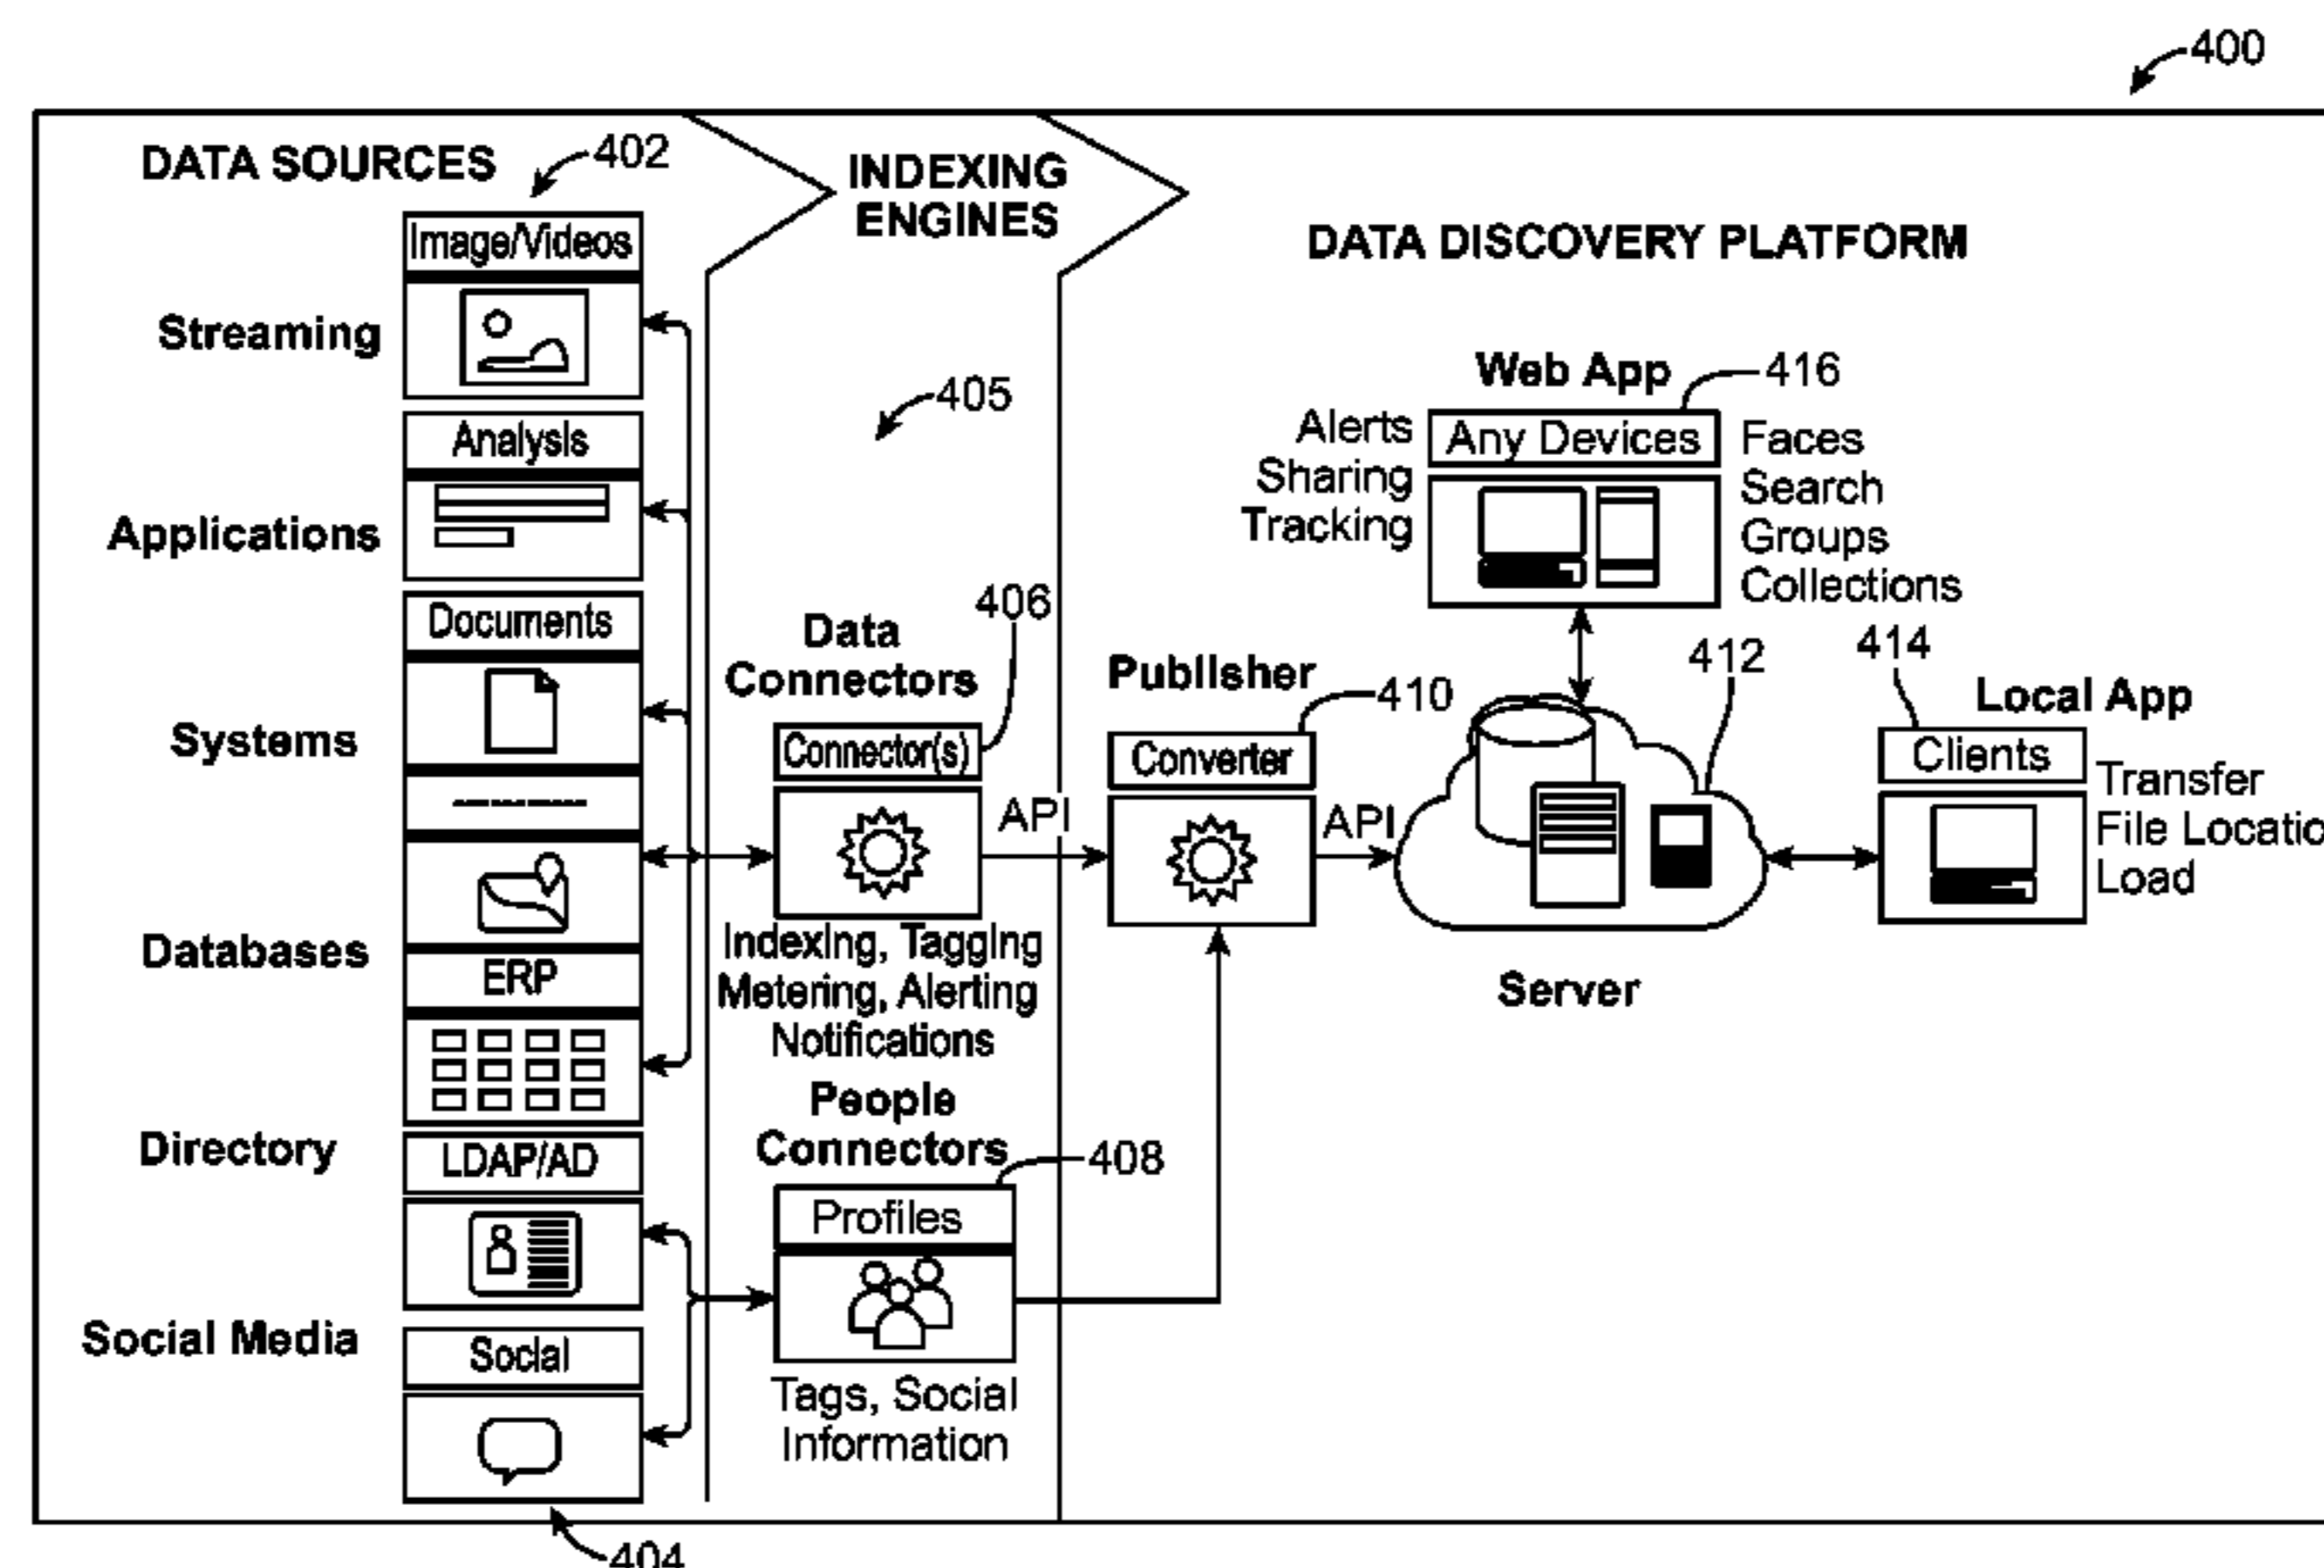 400
DATA SOURCES
402
Image/Videos
Streaming
Analysis
Applications
Documents
Systems
Databases
ERP
Directory
LDAP/AD
Social Media
Social
404
INDEXING
ENGINES
405
Data
Connectors
406
Connector(s)
API
Indexing, Tagging
Metering, Alerting
Notifications
People
Connectors
408
Profiles
Tags, Social
Information
DATA DISCOVERY PLATFORM
Web App
416
Alerts
Sharing
Tracking
Any Devices
Faces
Search
Groups
Collections
Publisher
410
Converter
API
412
Server
414
Local App
Clients
Transfer
File Locatio
Load